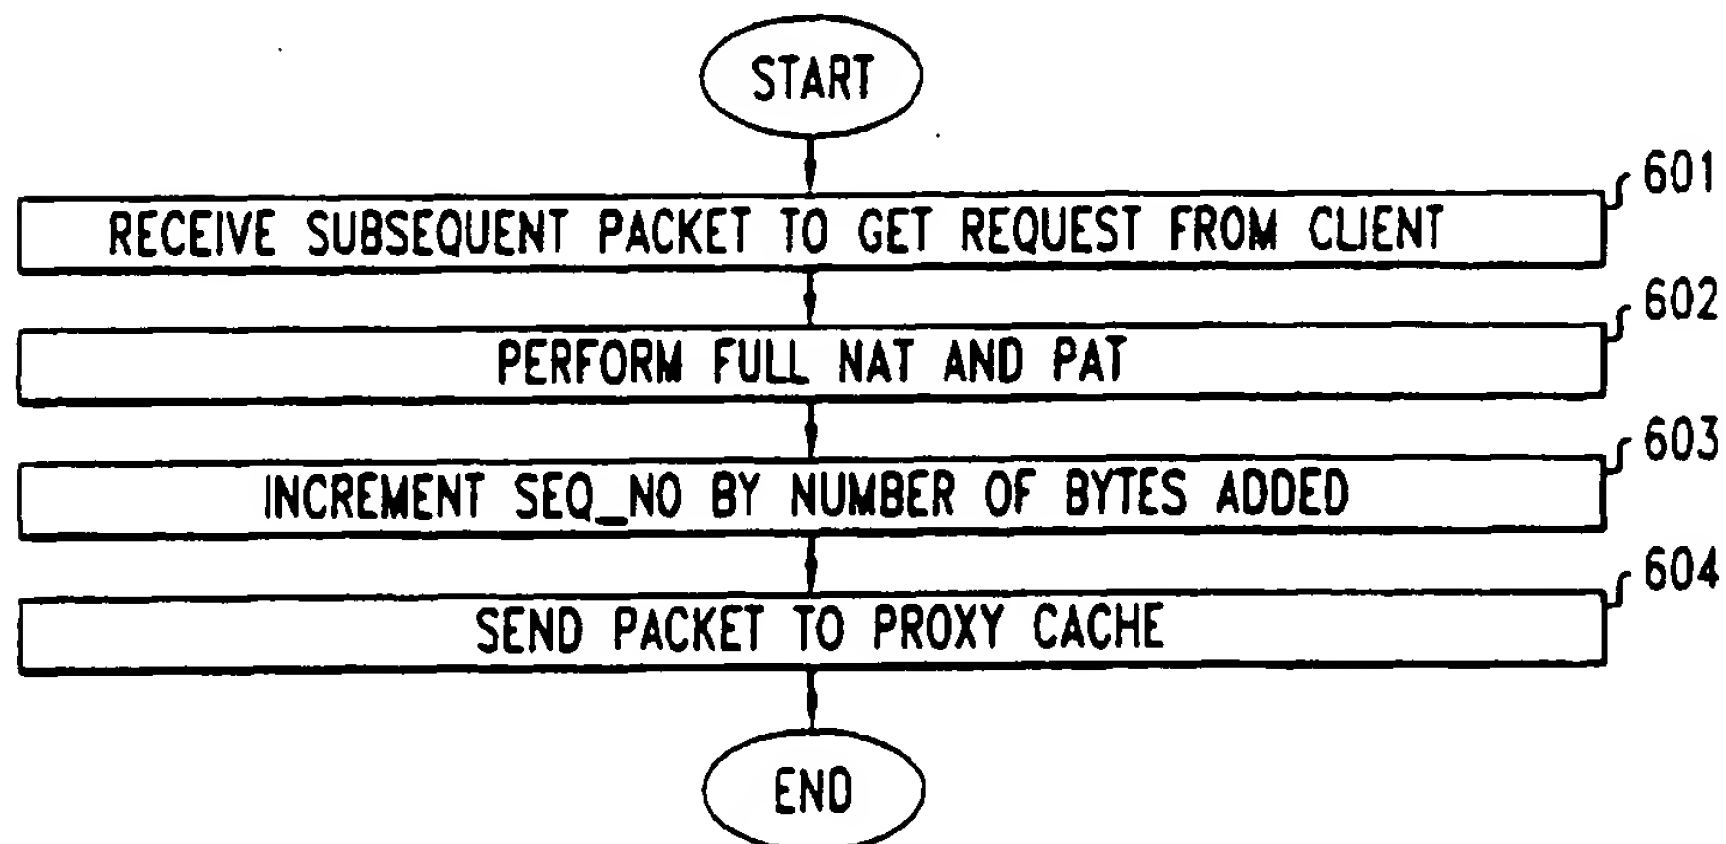 START
601
RECEIVE SUBSEQUENT PACKET TO GET REQUEST FROM CLIENT
602
PERFORM FULL NAT AND PAT
603
INCREMENT SEQ_NO BY NUMBER OF BYTES ADDED
604
SEND PACKET TO PROXY CACHE
END